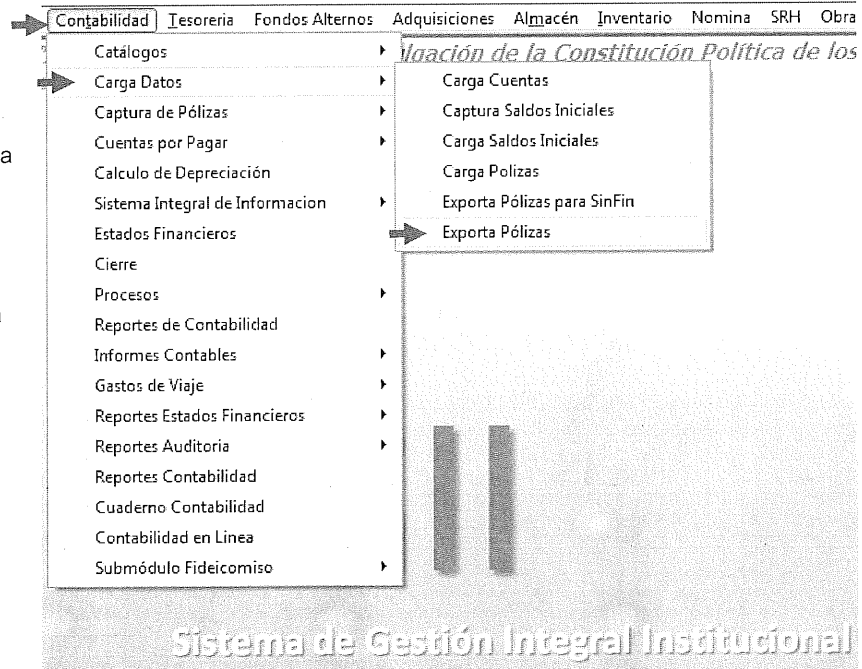 Contabilidad Tesoreria Fondos Alternos Adquisiciones Almacén Inventario Nomina SRH Obra
de la Constitución Política de los
Catálogos
Carga Datos
Captura de Pólizas
Cuentas por Pagar
a
Calculo de Depreciación
Sistema Integral de Informacion
Estados Financieros
Cierre
Procesos
Reportes de Contabilidad
Informes Contables
Gastos de Viaje
Reportes Estados Financieros
Reportes Auditoria
Reportes Contabilidad
Cuaderno Contabilidad
Contabilidad en Linea
Submódulo Fideicomiso
Carga Cuentas
Captura Saldos Iniciales
Carga Saldos Iniciales
Carga Polizas
Exporta Pólizas para SinFin
Exporta Pólizas
II
Sistema de Gestión Integral Institucional